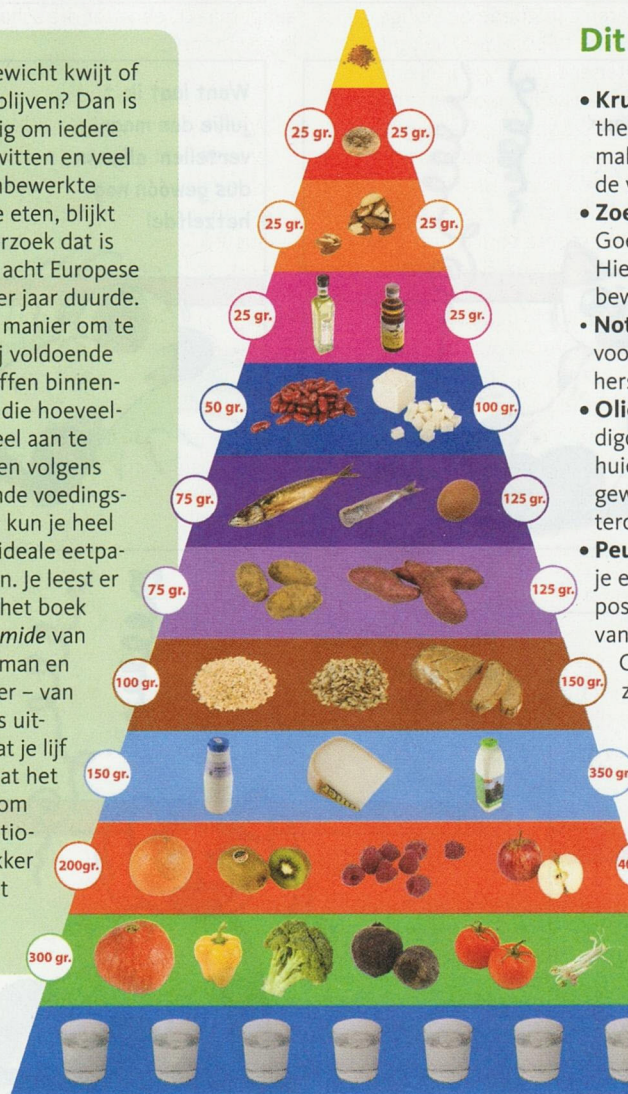 ewicht kwijt of
blijven? Dan is
ig om iedere
witten en veel
nbewerkte
e eten, blijkt
rzoek dat is
acht Europese
er jaar duurde.
manier om te
j voldoende
ffen binnen-
die hoeveel-
eel aan te
en volgens
nde voedings-
kun je heel
ideale eetpa-
n. Je leest er
het boek
mide van
man en
er – van
s uit-
at je lijf
at het
om
tio-
kker
t
25 gr. 25 gr.
25 gr. 25 gr.
25 gr. 25 gr.
50 gr. 100 gr.
75 gr. 125 gr.
75 gr. 125 gr.
100 gr. 150 gr.
150 gr. 350 gr
200gr. 40
300 gr.
Dit
• Kru
the
mal
de v
• Zoe
Goe
Hie
bew
• Not
voo
hers
• Olie
dige
huid
gew
terd
• Peu
je e
pos
van
G
z